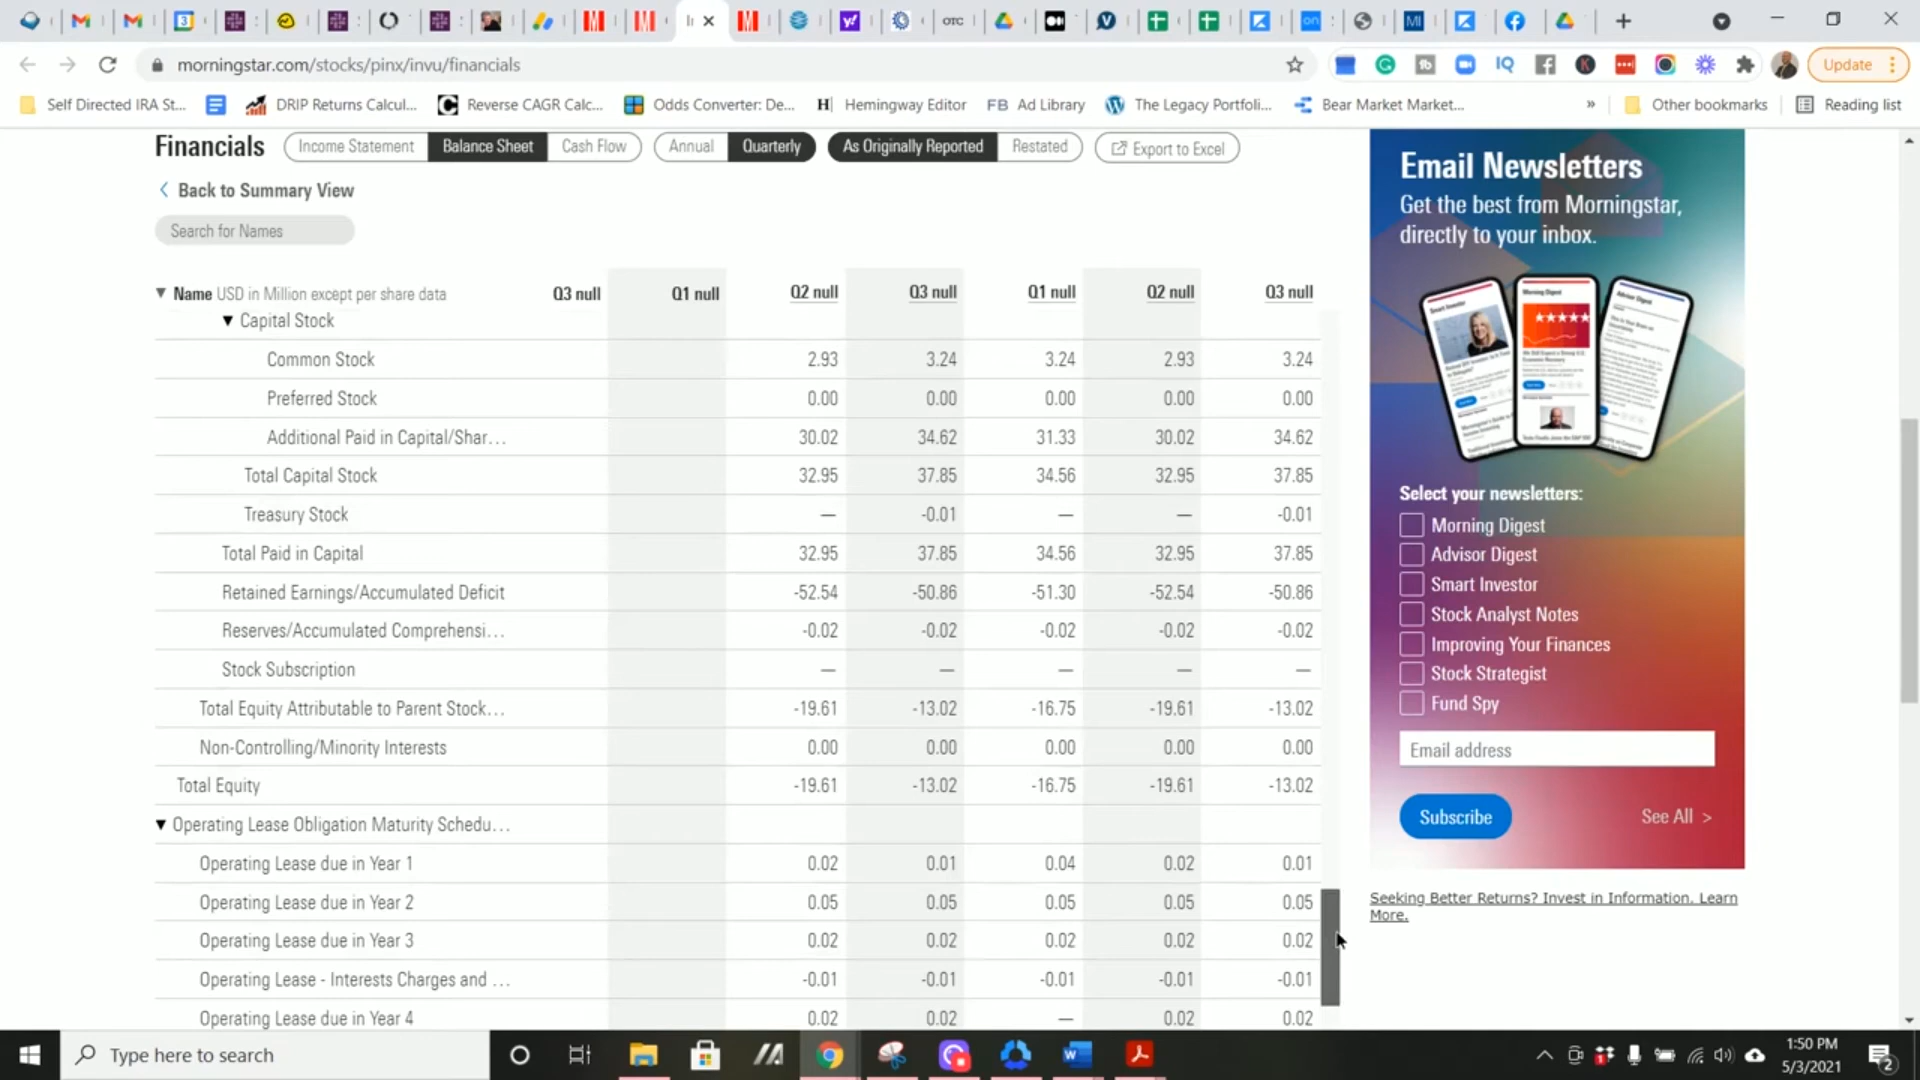 3
OTC
on
MI
morningstar.com/stocks/pinx/invu/financials
IQ
Update
Self Directed IRA St...
DRIP Returns Calcul...
Reverse CAGR Calc...
Odds Converter: De...
Hemingway Editor
FB Ad Library
The Legacy Portfoli...
Bear Market Market...
»
Other bookmarks
Reading list
Financials
Income Statement
Balance Sheet
Cash Flow
Annual
Quarterly
As Originally Reported
Restated
Export to Excel
Back to Summary View
Search for Names
Name USD in Million except per share data Q3 null Q1 null Q2 null Q3 null Q1 null Q2 null Q3 null
Capital Stock
Common Stock 2.93 3.24 3.24 2.93 3.24
Preferred Stock 0.00 0.00 0.00 0.00 0.00
Additional Paid in Capital/Shar... 30.02 34.62 31.33 30.02 34.62
Total Capital Stock 32.95 37.85 34.56 32.95 37.85
Treasury Stock — -0.01 — — -0.01
Total Paid in Capital 32.95 37.85 34.56 32.95 37.85
Retained Earnings/Accumulated Deficit -52.54 -50.86 -51.30 -52.54 -50.86
Reserves/Accumulated Comprehensi... -0.02 -0.02 -0.02 -0.02 -0.02
Stock Subscription — — — — —
Total Equity Attributable to Parent Stock... -19.61 -13.02 -16.75 -19.61 -13.02
Non-Controlling/Minority Interests 0.00 0.00 0.00 0.00 0.00
Total Equity -19.61 -13.02 -16.75 -19.61 -13.02
Operating Lease Obligation Maturity Schedu...
Operating Lease due in Year 1 0.02 0.01 0.04 0.02 0.01
Operating Lease due in Year 2 0.05 0.05 0.05 0.05 0.05
Operating Lease due in Year 3 0.02 0.02 0.02 0.02 0.02
Operating Lease - Interests Charges and ... -0.01 -0.01 -0.01 -0.01 -0.01
Operating Lease due in Year 4 0.02 0.02 — 0.02 0.02
Email Newsletters
Get the best from Morningstar,
directly to your inbox.
Smart Investor
Morning Digest
Advisor Digest
Select your newsletters:
Morning Digest
Advisor Digest
Smart Investor
Stock Analyst Notes
Improving Your Finances
Stock Strategist
Fund Spy
Email address
Subscribe
See All >
Seeking Better Returns? Invest in Information. Learn
More.
Type here to search
1:50 PM
5/3/2021
2